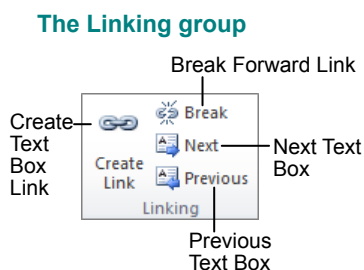 The Linking group
Break Forward Link
Create
Text
Box
Link
Create
Link
Break
Next
Previous
Linking
Next Text
Box
Previous
Text Box